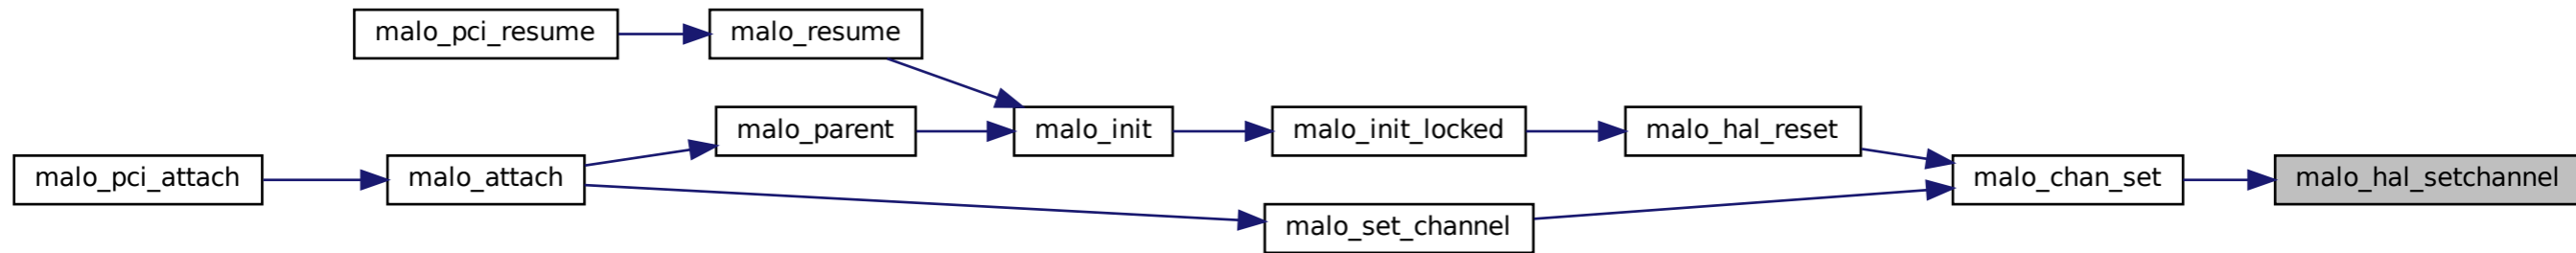 malo_pci_resume
malo_resume
malo_parent
malo_init
malo_init_locked
malo_hal_reset
malo_pci_attach
malo_attach
malo_chan_set
malo_hal_setchannel
malo_set_channel